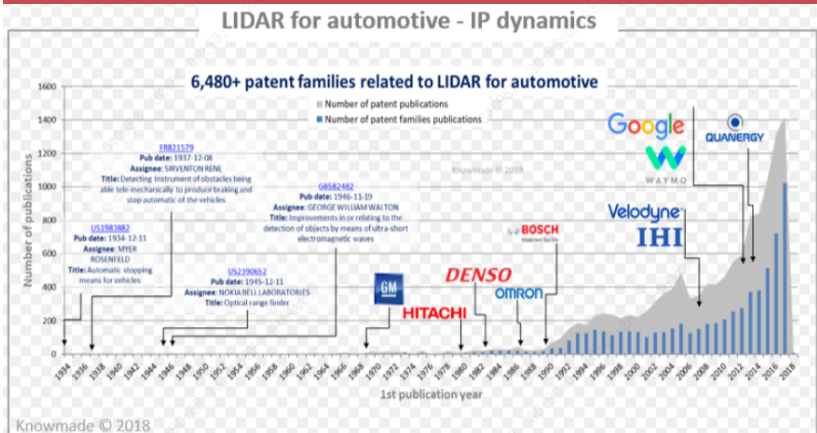 LIDAR for automotive - IP dynamics
6,480+ patent families related to LIDAR for automotive
Number of patent publications
Number of patent families publications
Number of publications
1600
1400
1200
1000
800
600
400
200
0
FR821579
Pub date: 1937-12-08
Assignee: SIRVENTON RENE
Title: Detecting Instrument of obstacles being
able tele-mechanically to produce braking and
stop automatic of the vehicles
US1983882
Pub date: 1934-12-11
Assignee: MYER
ROSENFELD
Title: Automatic stopping
means for vehicles
GB582482
Pub date: 1946-11-19
Assignee: GEORGE WILLIAM WALTON
Title: Improvements in or relating to the
detection of objects by means of ultra-short
electromagnetic waves
US2390652
Pub date: 1945-12-11
Assignee: NOKIA BELL LABORATORIES
Title: Optical range finder
Knowmade © 2018
GM
HITACHI
DENSO
OMRON
BOSCH
Google
WAYMO
QUANERGY
Velodyne
IHI
1934 1936 1938 1940 1942 1944 1946 1948 1950 1952 1954 1956 1958 1960 1962 1964 1966 1968 1970 1972 1974 1976 1978 1980 1982 1984 1986 1988 1990 1992 1994 1996 1998 2000 2002 2004 2006 2008 2010 2012 2014 2016 2018
1st publication year
Knowmade © 2018